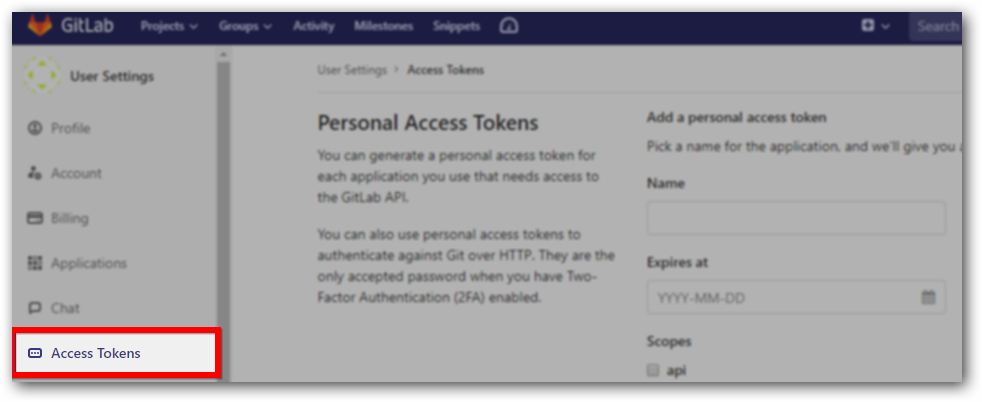 GitLab Projects Groups Activity Milestones Snippets Search
User Settings
Profile
Account
Billing
Applications
Chat
Access Tokens
User Settings > Access Tokens
Personal Access Tokens
You can generate a personal access token for
each application you use that needs access to
the GitLab API.
You can also use personal access tokens to
authenticate against Git over HTTP. They are the
only accepted password when you have Two-
Factor Authentication (2FA) enabled.
Add a personal access token
Pick a name for the application, and we'll give you a
Name
Expires at
YYYY-MM-DD
Scopes
api